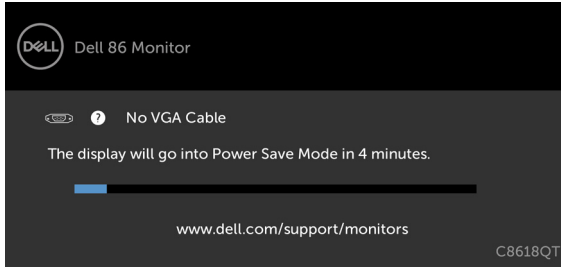 DELL
Dell 86 Monitor
? No VGA Cable
The display will go into Power Save Mode in 4 minutes.
www.dell.com/support/monitors
C8618QT